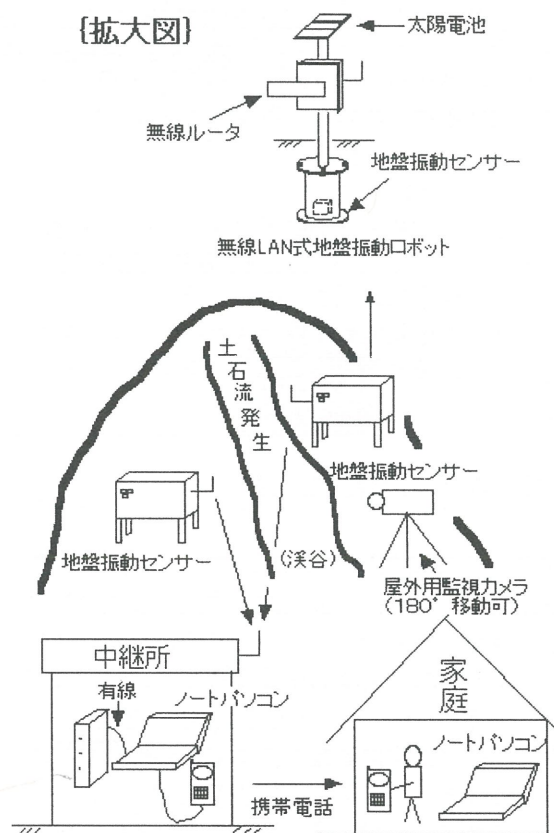 {拡大図}
太陽電池
無線ルータ
地盤振動センサー
無線LAN式地盤振動ロボット
土石流発生
地盤振動センサー
地盤振動センサー
(渓谷)
屋外用監視カメラ
(180°移動可)
中継所
有線
ノートパソコン
携帯電話
家庭
ノートパソコン